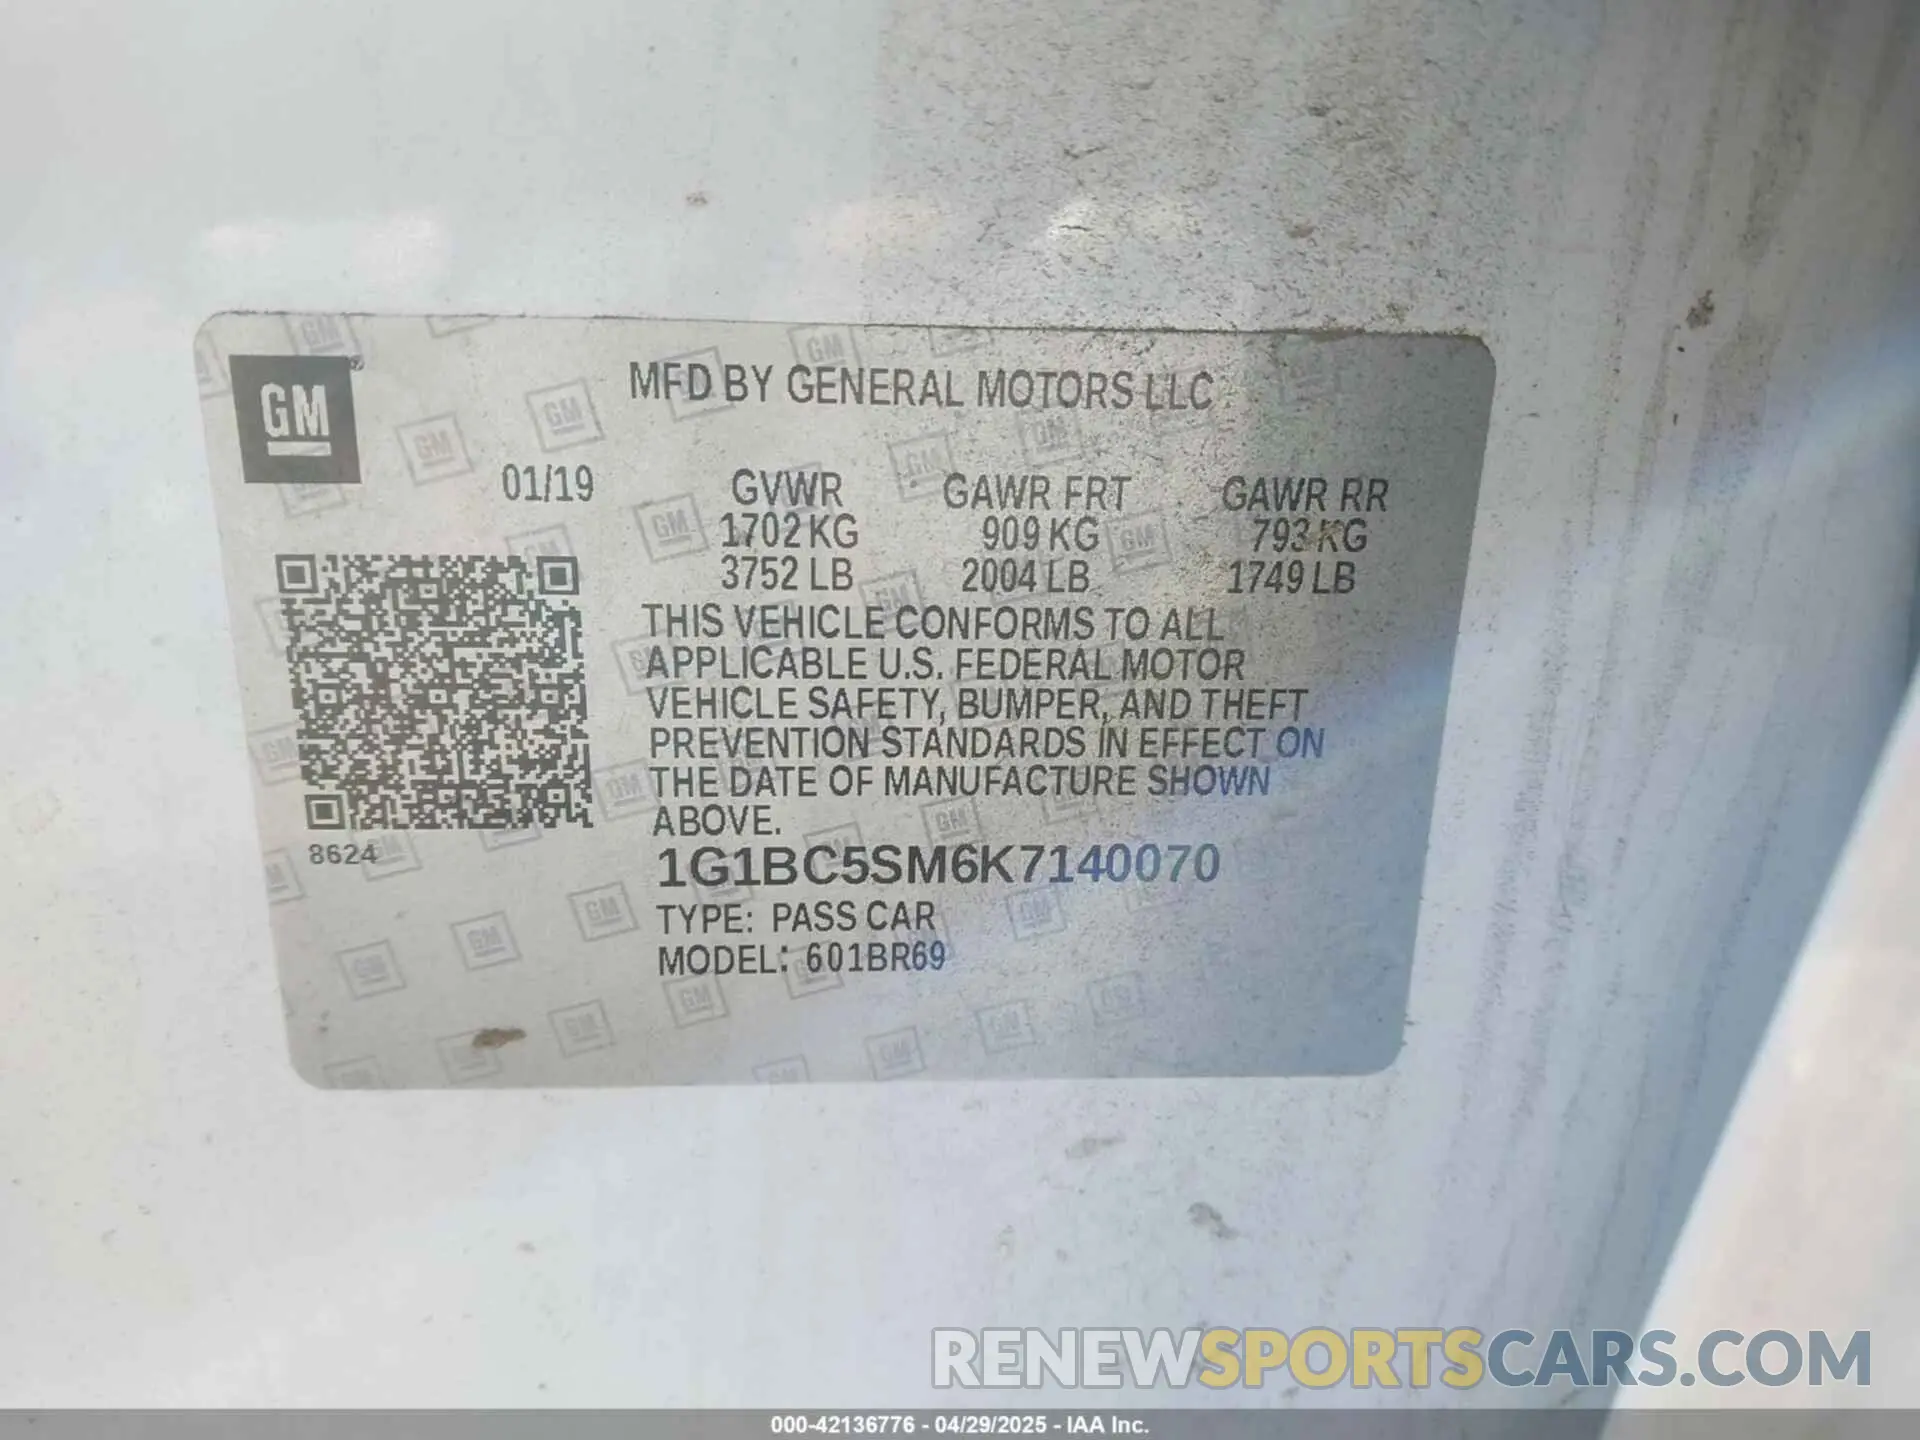 GM
MFD BY GENERAL MOTORS LLC
01/19
GVWR GAWR FRT GAWR RR
1702 KG 909 KG 793 KG
3752 LB 2004 LB 1749 LB
THIS VEHICLE CONFORMS TO ALL
APPLICABLE U.S. FEDERAL MOTOR
VEHICLE SAFETY, BUMPER, AND THEFT
PREVENTION STANDARDS IN EFFECT ON
THE DATE OF MANUFACTURE SHOWN
ABOVE.
8624
1G1BC5SM6K7140070
TYPE: PASS CAR
MODEL: 601BR69
RENEWSPORTSCARS.COM
000-42136776 - 04/29/2025 - IAA Inc.